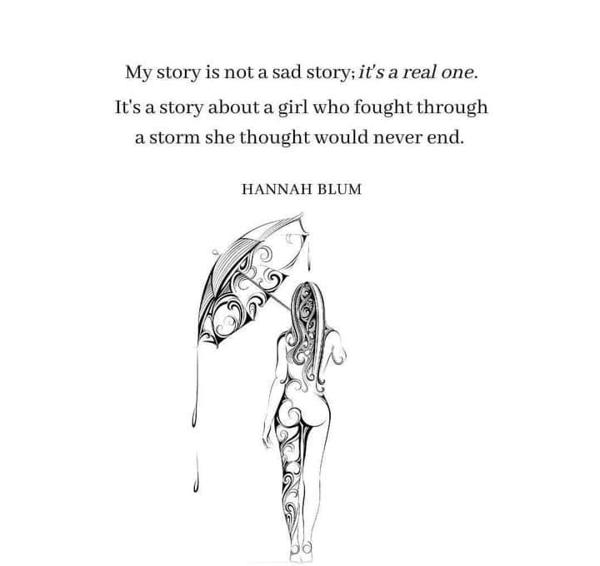 My story is not a sad story; it's a real one.
It's a story about a girl who fought through
a storm she thought would never end.
HANNAH BLUM